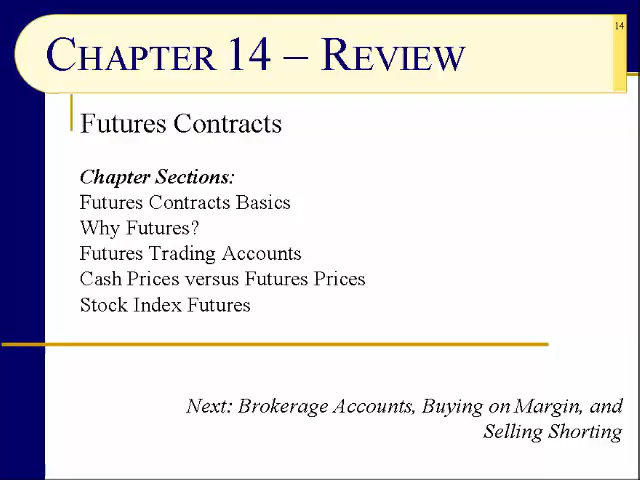 14
CHAPTER 14 – REVIEW
Futures Contracts
Chapter Sections:
Futures Contracts Basics
Why Futures?
Futures Trading Accounts
Cash Prices versus Futures Prices
Stock Index Futures
Next: Brokerage Accounts, Buying on Margin, and
Selling Shorting